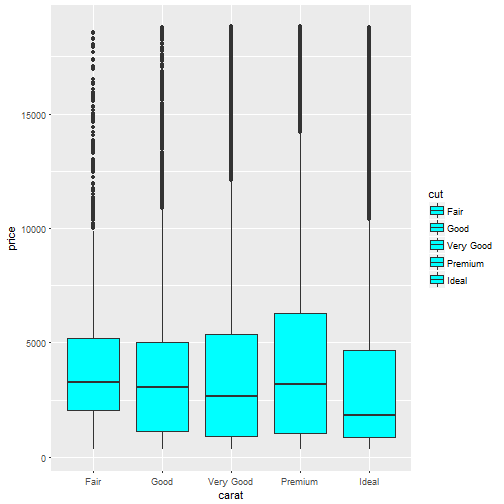 price
15000
10000
5000
0
Fair Good Very Good Premium Ideal
carat
cut
Fair
Good
Very Good
Premium
Ideal